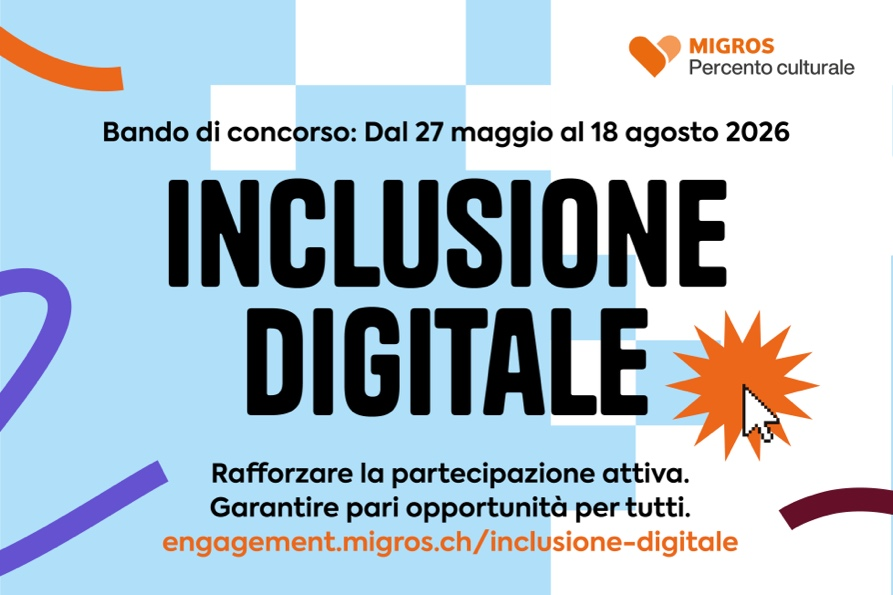 MIGROS
Percento culturale
Bando di concorso: Dal 27 maggio al 18 agosto 2026
INCLUSIONE
DIGITALE
Rafforzare la partecipazione attiva.
Garantire pari opportunità per tutti.
engagement.migros.ch/inclusione-digitale